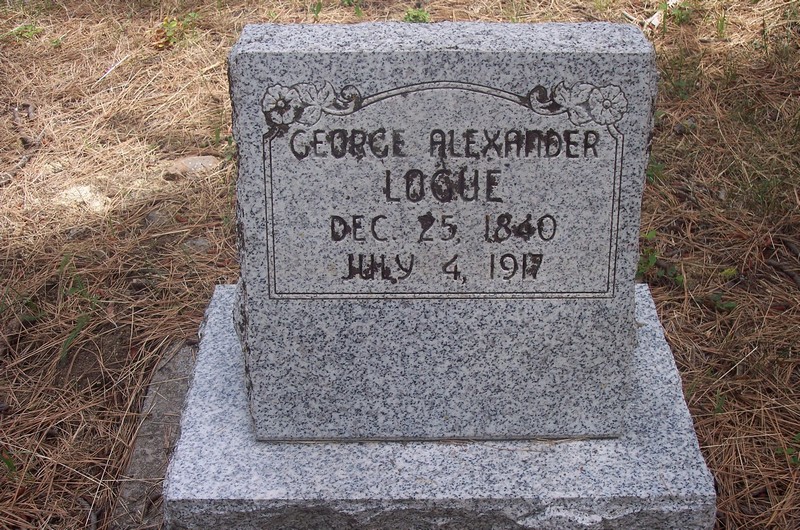 GEORGE ALEXANDER
LOGUE
DEC. 25, 1840
JULY 4, 1917